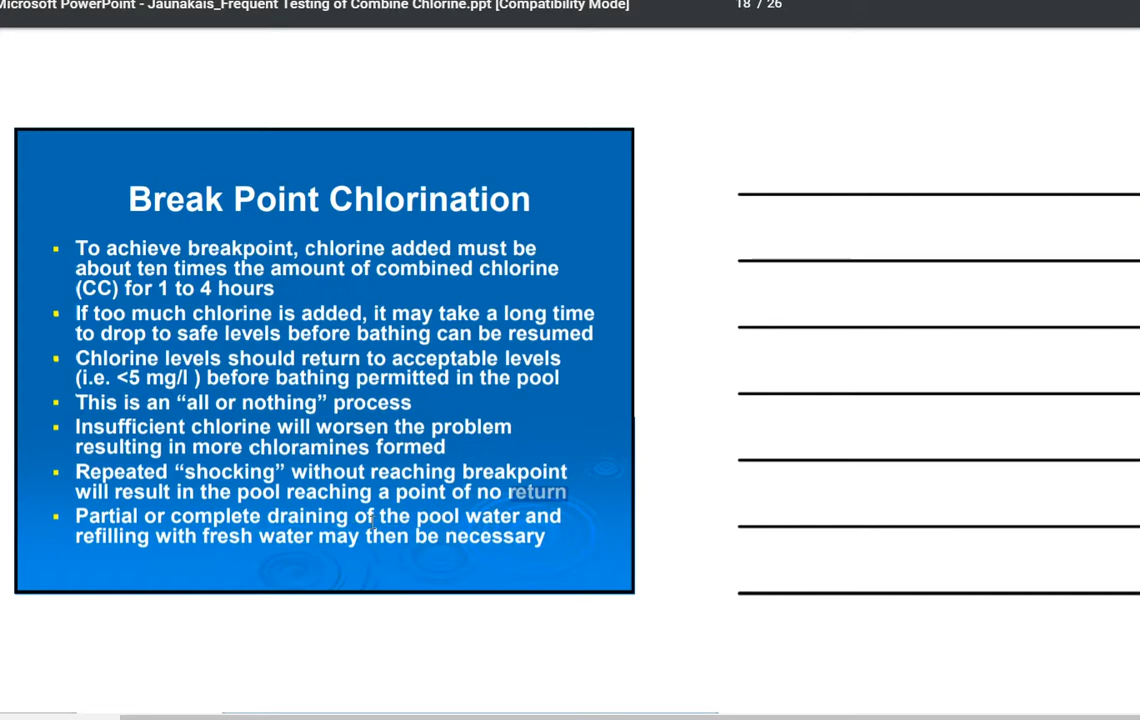 Microsoft PowerPoint - Jaunakais_Frequent Testing of Combine Chlorine.ppt [Compatibility Mode]
18 / 26
Break Point Chlorination
▪ To achieve breakpoint, chlorine added must be
about ten times the amount of combined chlorine
(CC) for 1 to 4 hours
▪ If too much chlorine is added, it may take a long time
to drop to safe levels before bathing can be resumed
▪ Chlorine levels should return to acceptable levels
(i.e. <5 mg/l ) before bathing permitted in the pool
▪ This is an “all or nothing” process
▪ Insufficient chlorine will worsen the problem
resulting in more chloramines formed
▪ Repeated “shocking” without reaching breakpoint
will result in the pool reaching a point of no return
▪ Partial or complete draining of the pool water and
refilling with fresh water may then be necessary